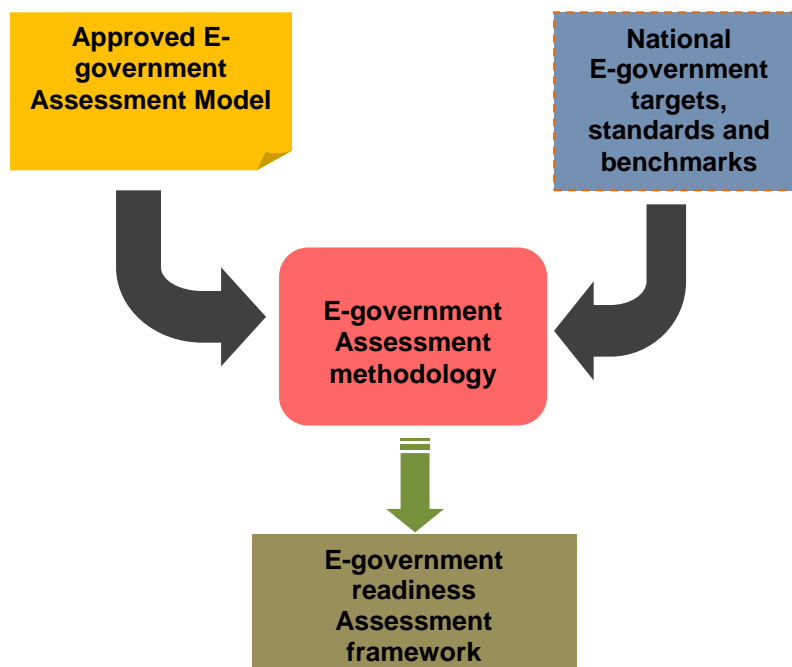 Approved E-
government
Assessment Model
National
E-government
targets,
standards and
benchmarks
E-government
Assessment
methodology
E-government
readiness
Assessment
framework